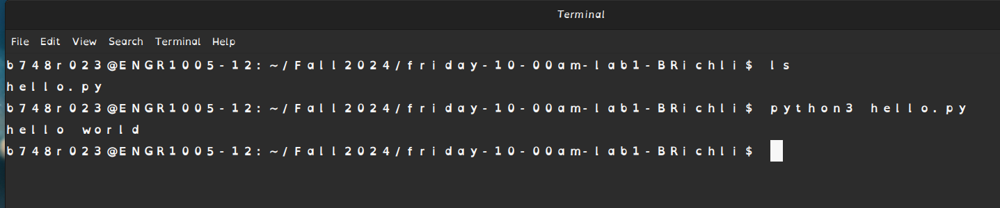 Terminal
File Edit View Search Terminal Help
b748r023@ENGR1005-12:~/Fall2024/friday-10-00am-lab1-BRichli$ ls
hello.py
b748r023@ENGR1005-12:~/Fall2024/friday-10-00am-lab1-BRichli$ python3 hello.py
hello world
b748r023@ENGR1005-12:~/Fall2024/friday-10-00am-lab1-BRichli$